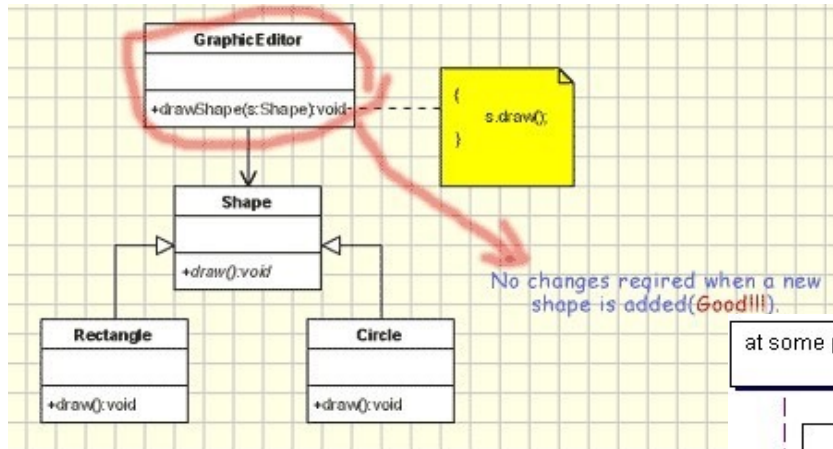 GraphicEditor
+drawShape(s:Shape):void
{
s.draw();
}
Shape
+draw():void
No changes reqired when a new
shape is added(Good!!!).
Rectangle
+draw():void
Circle
+draw():void
at some